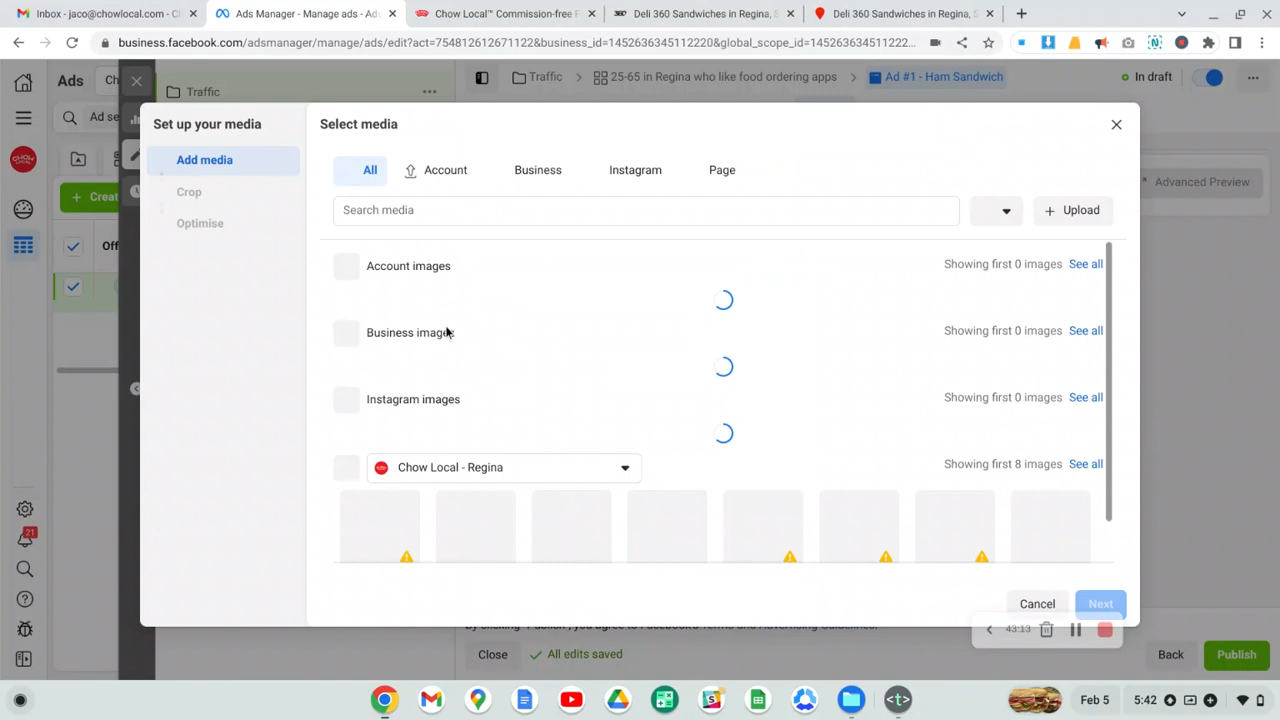 Inbox - jaco@chowlocal.com - C
Ads Manager - Manage ads - Ad
Chow Local™ Commission-free F
Deli 360 Sandwiches in Regina, S
Deli 360 Sandwiches in Regina, S
business.facebook.com/adsmanager/manage/ads/edit?act=754812612671122&business_id=1452636345112220&global_scope_id=145263634511222...
Ads
Ch
Traffic
Traffic
25-65 in Regina who like food ordering apps
Ad #1 - Ham Sandwich
In draft
Ad se
Creat
Off
Advanced Preview
Set up your media
Add media
Crop
Optimise
Select media
All
Account
Business
Instagram
Page
Search media
Upload
Account images
Showing first 0 images
See all
Business images
Showing first 0 images
See all
Instagram images
Showing first 0 images
See all
Chow Local - Regina
Showing first 8 images
See all
Cancel
Next
43:13
21
Close
All edits saved
Back
Publish
Feb 5
5:42